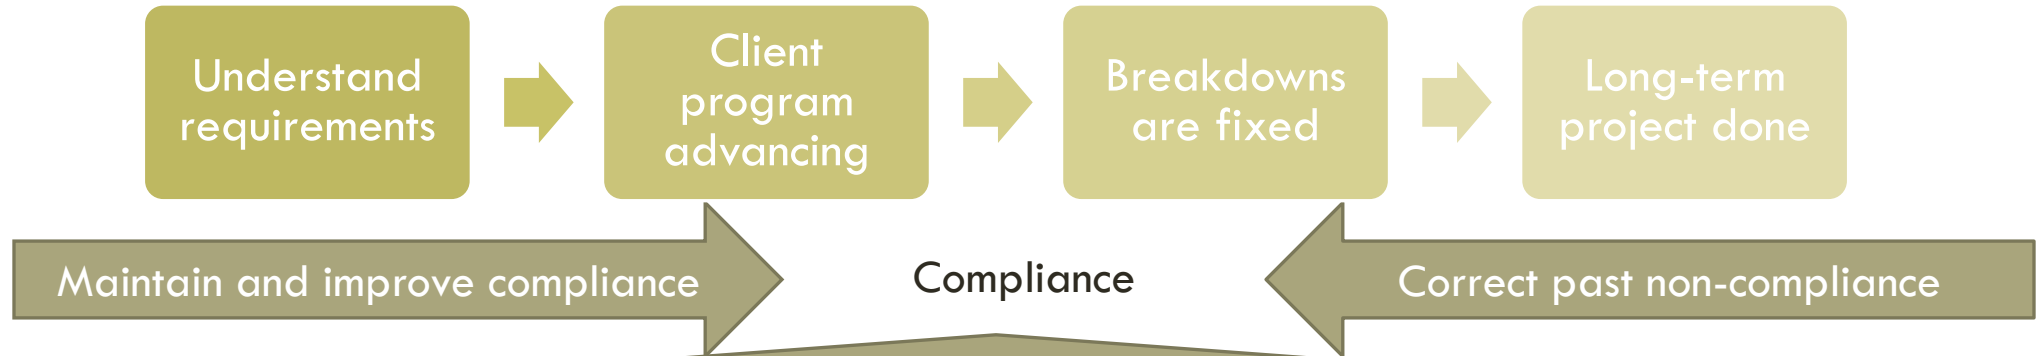 Understand
requirements
Client
program
advancing
Breakdowns
are fixed
Long-term
project done
Maintain and improve compliance
Compliance
Correct past non-compliance